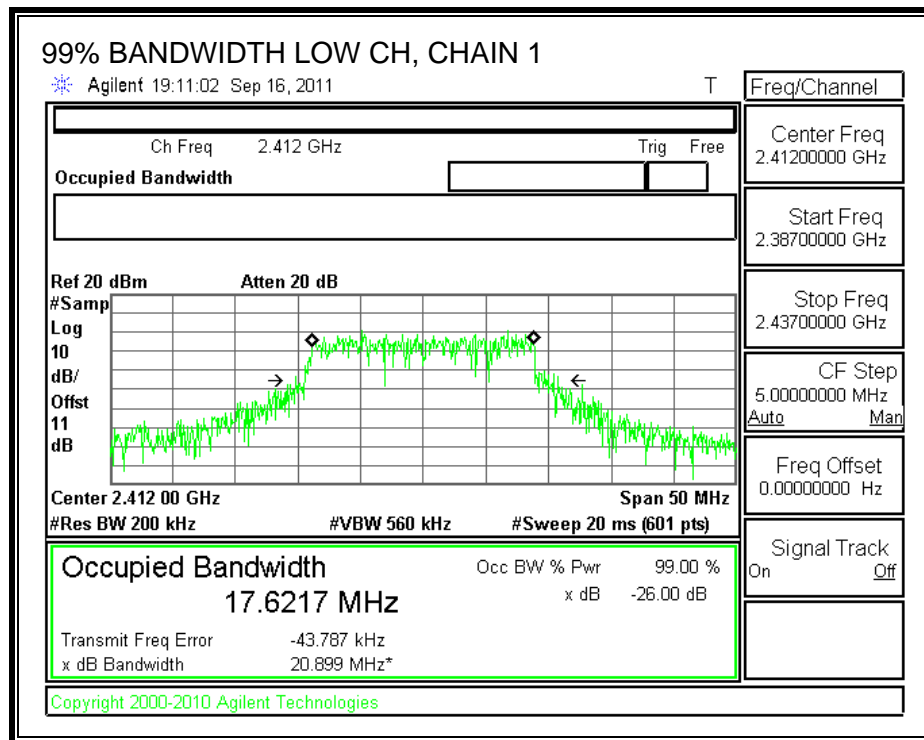 99% BANDWIDTH LOW CH, CHAIN 1
Agilent 19:11:02 Sep 16, 2011 T
Freq/Channel
Ch Freq 2.412 GHz Trig Free
Occupied Bandwidth
Center Freq
2.41200000 GHz
Start Freq
2.38700000 GHz
Stop Freq
2.43700000 GHz
CF Step
5.00000000 MHz
Auto Man
Freq Offset
0.00000000 Hz
Signal Track
On Off
Ref 20 dBm Atten 20 dB
#Samp
Log
10
dB/
Offst
11
dB
Center 2.412 00 GHz Span 50 MHz
#Res BW 200 kHz #VBW 560 kHz #Sweep 20 ms (601 pts)
Occupied Bandwidth Occ BW % Pwr 99.00 %
17.6217 MHz x dB -26.00 dB
Transmit Freq Error -43.787 kHz
x dB Bandwidth 20.899 MHz*
Copyright 2000-2010 Agilent Technologies